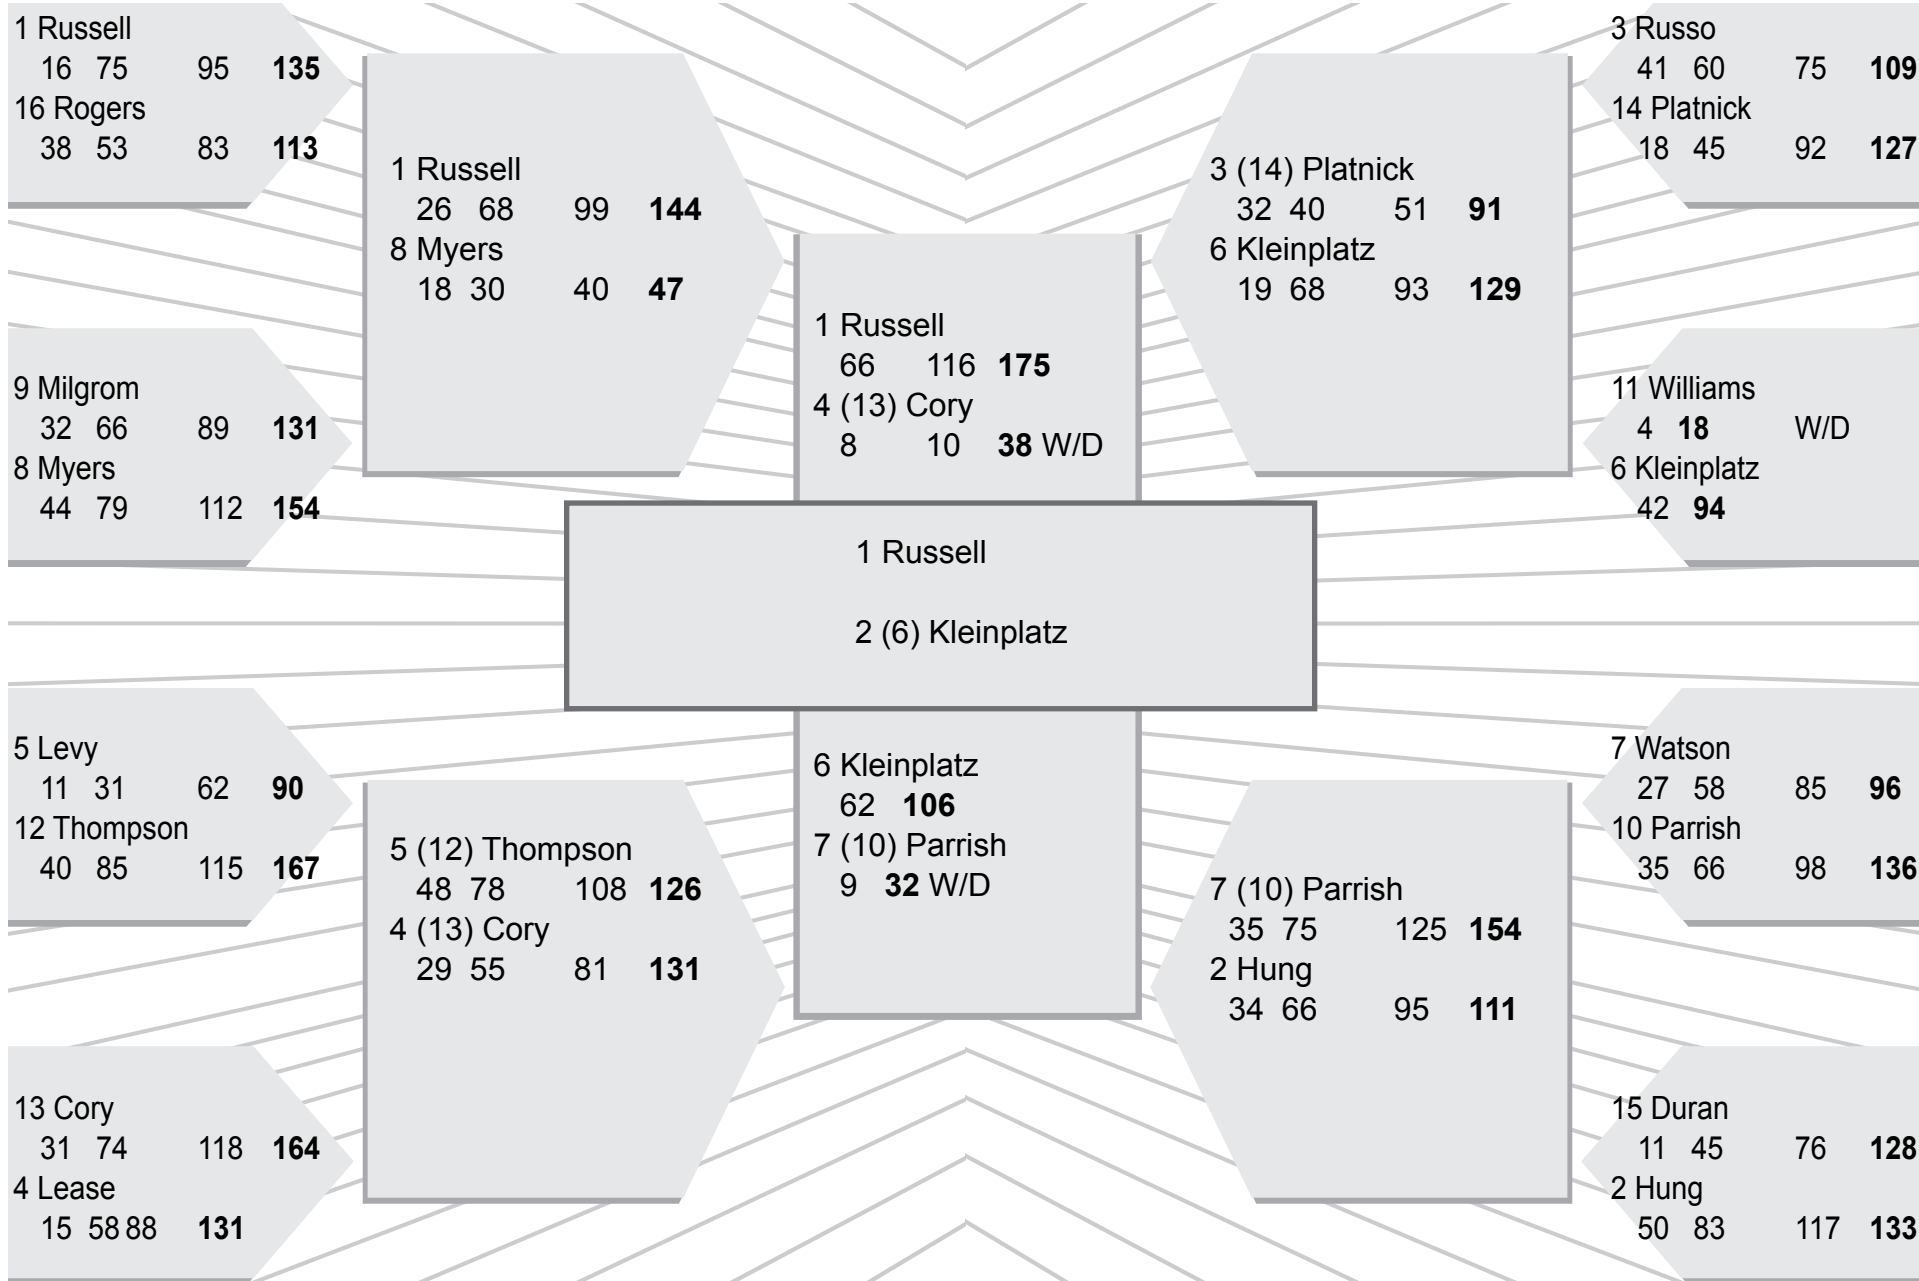 1 Russell
16 75 95 135
16 Rogers
38 53 83 113
9 Milgrom
32 66 89 131
8 Myers
44 79 112 154
5 Levy
11 31 62 90
12 Thompson
40 85 115 167
13 Cory
31 74 118 164
4 Lease
15 58 88 131
1 Russell
26 68 99 144
8 Myers
18 30 40 47
5 (12) Thompson
48 78 108 126
4 (13) Cory
29 55 81 131
1 Russell
66 116 175
4 (13) Cory
8 10 38 W/D
1 Russell
2 (6) Kleinplatz
6 Kleinplatz
62 106
7 (10) Parrish
9 32 W/D
3 (14) Platnick
32 40 51 91
6 Kleinplatz
19 68 93 129
7 (10) Parrish
35 75 125 154
2 Hung
34 66 95 111
3 Russo
41 60 75 109
14 Platnick
18 45 92 127
11 Williams
4 18 W/D
6 Kleinplatz
42 94
7 Watson
27 58 85 96
10 Parrish
35 66 98 136
15 Duran
11 45 76 128
2 Hung
50 83 117 133